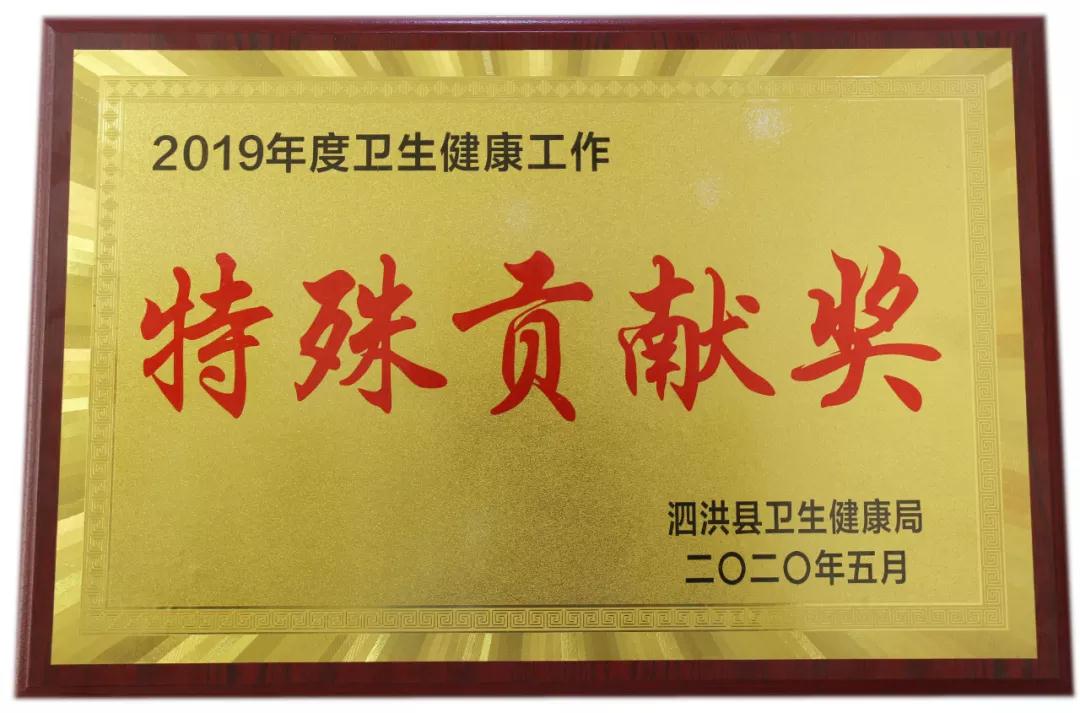 2019年度卫生健康工作
特殊贡献奖
泗洪县卫生健康局
二〇二〇年五月